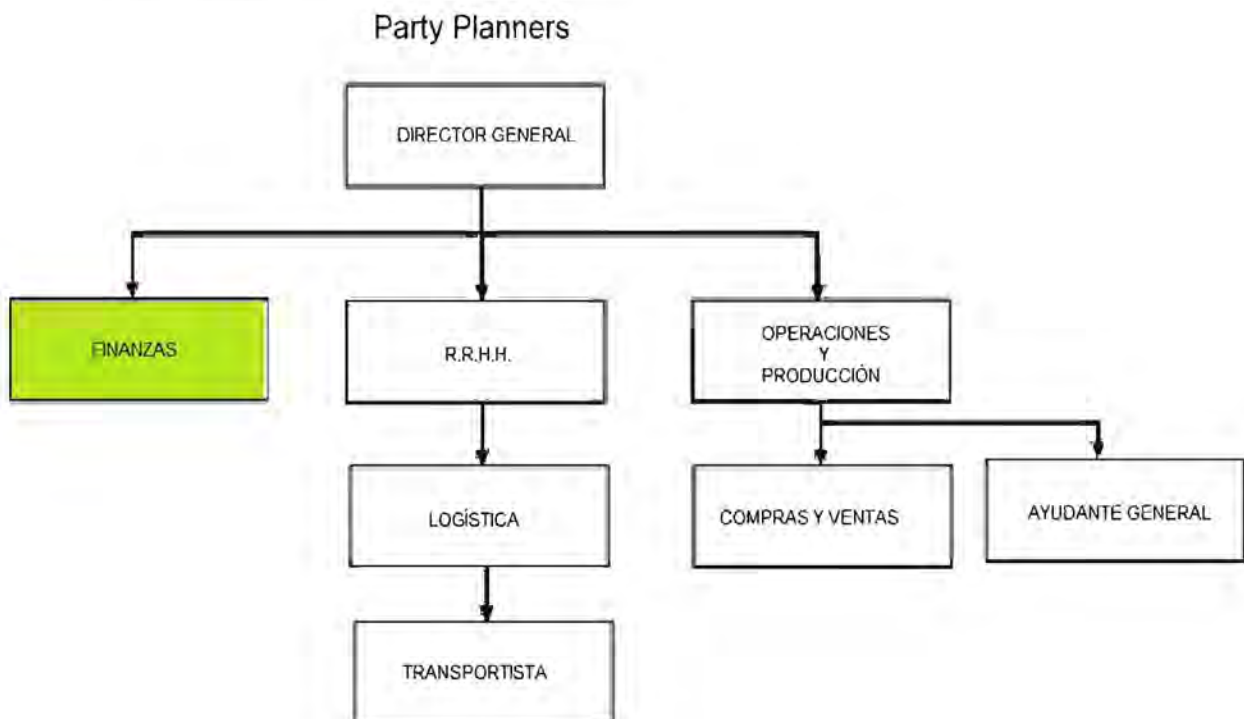 Party Planners
DIRECTOR GENERAL
FINANZAS
R.R.H.H.
OPERACIONES
Y
PRODUCCIÓN
LOGÍSTICA
COMPRAS Y VENTAS
AYUDANTE GENERAL
TRANSPORTISTA